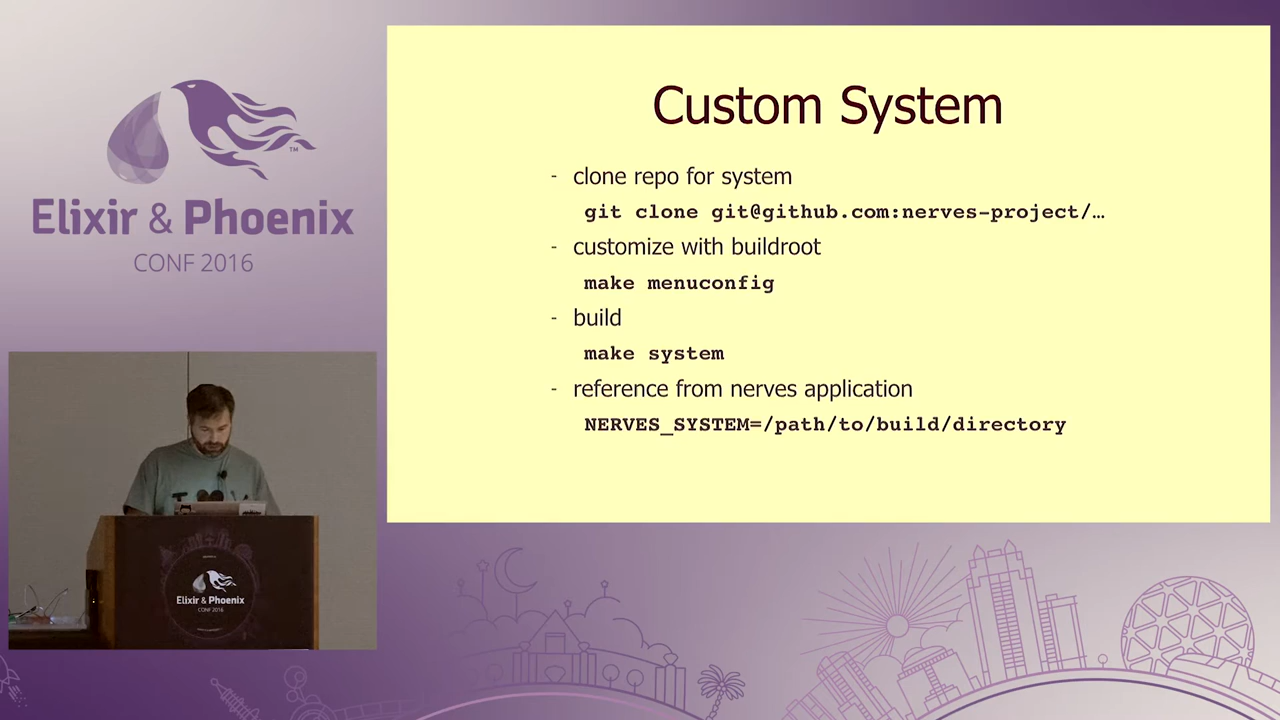 Elixir & Phoenix
TM
CONF 2016
Custom System
- clone repo for system
git clone git@github.com:nerves-project/…
- customize with buildroot
make menuconfig
- build
make system
- reference from nerves application
NERVES_SYSTEM=/path/to/build/directory
Elixir & Phoenix
CONF 2016